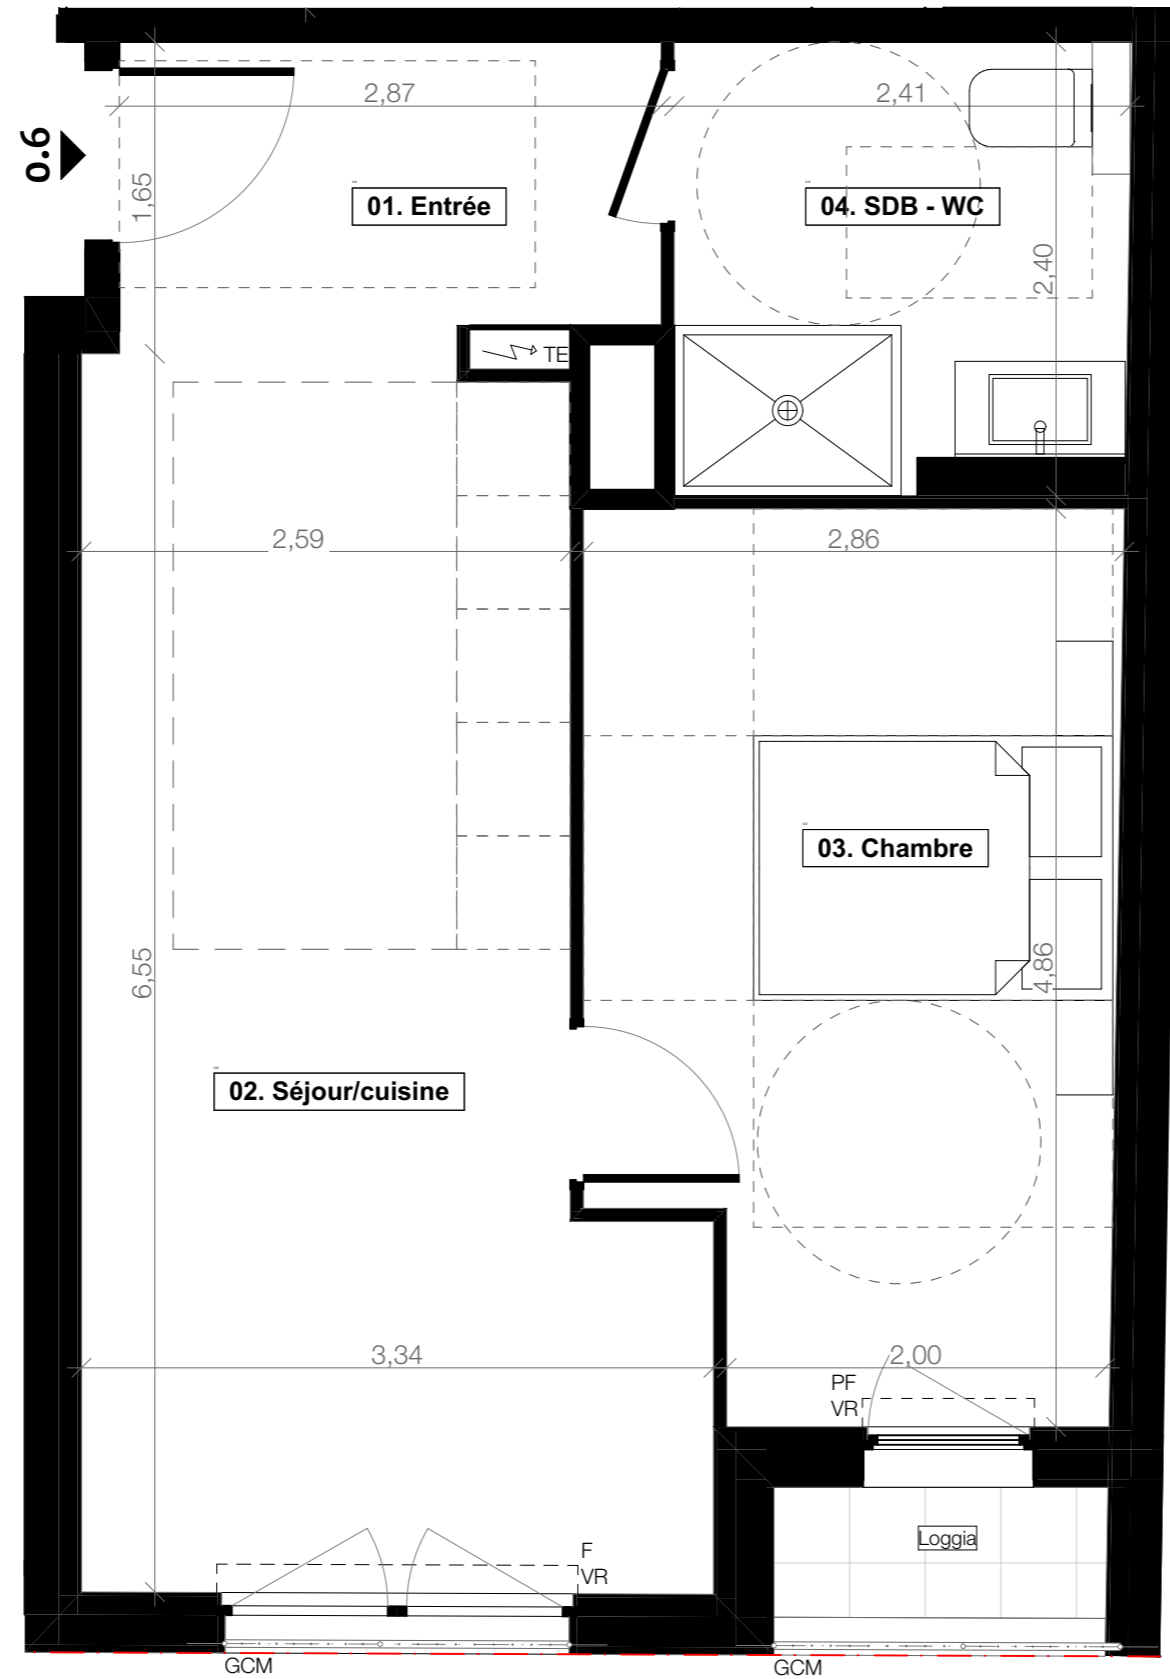 2,87
2,41
0.6
1,65
01. Entrée
04. SDB - WC
2,40
TE
2,59
2,86
03. Chambre
6,55
4,86
02. Séjour/cuisine
3,34
2,00
PF
VR
Loggia
F
VR
GCM
GCM